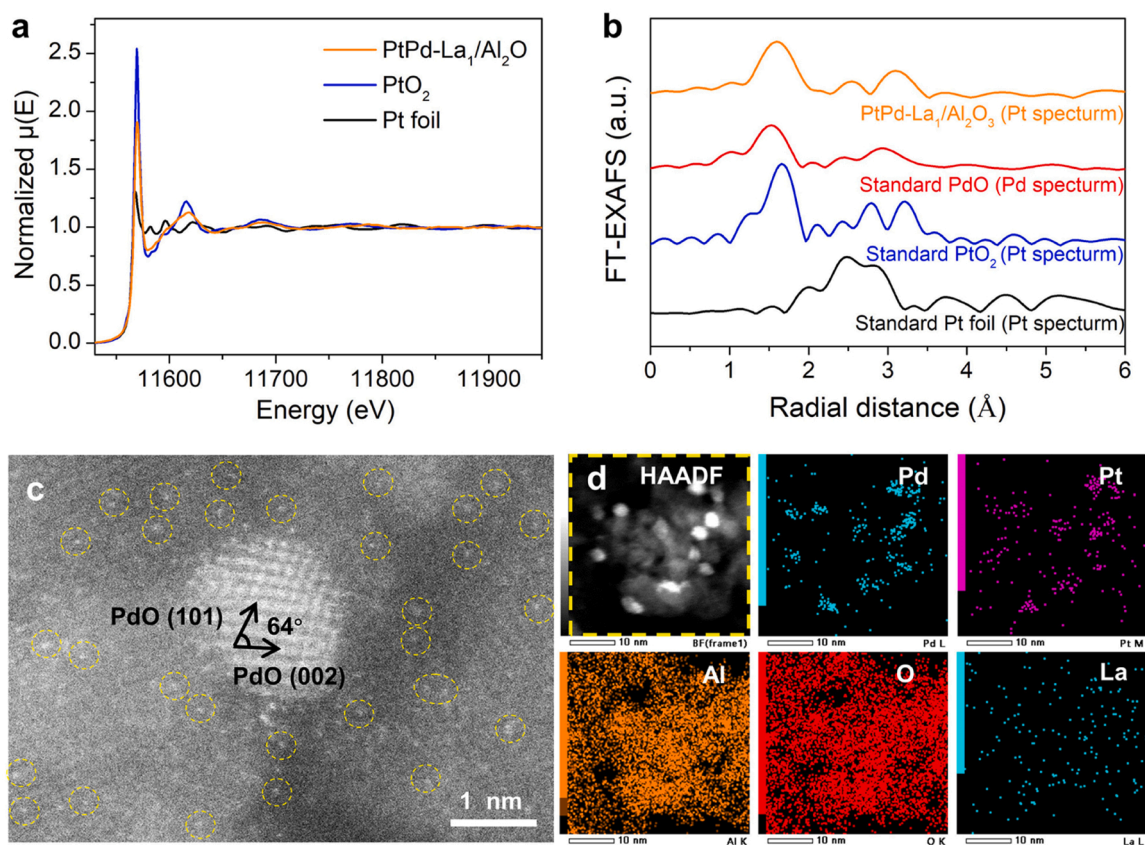 a
Normalized μ(E)
2.5
2.0
1.5
1.0
0.5
0.0
PtPd-La₁/Al₂O
PtO₂
Pt foil
11600
11700
11800
11900
Energy (eV)
b
FT-EXAFS (a.u.)
PtPd-La₁/Al₂O₃ (Pt specturm)
Standard PdO (Pd specturm)
Standard PtO₂ (Pt specturm)
Standard Pt foil (Pt specturm)
0 1 2 3 4 5 6
Radial distance (Å)
c
PdO (101)
64°
PdO (002)
1 nm
d
HAADF
10 nm
BF(frame1)
Pd
10 nm
Pd L
Pt
10 nm
Pt M
Al
10 nm
Al K
O
10 nm
O K
La
10 nm
La L